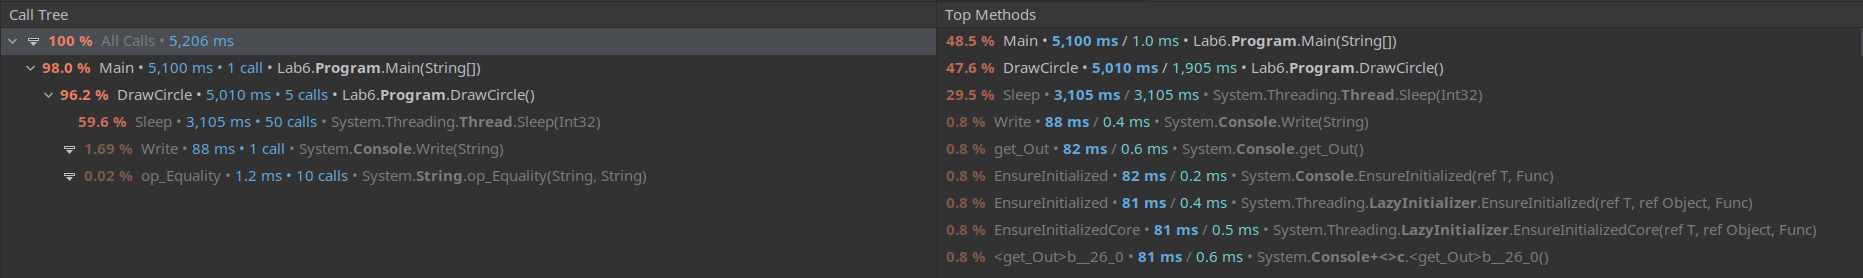 Call Tree
100 % All Calls • 5,206 ms
98.0 % Main • 5,100 ms • 1 call • Lab6.Program.Main(String[])
96.2 % DrawCircle • 5,010 ms • 5 calls • Lab6.Program.DrawCircle()
59.6 % Sleep • 3,105 ms • 50 calls • System.Threading.Thread.Sleep(Int32)
1.69 % Write • 88 ms • 1 call • System.Console.Write(String)
0.02 % op_Equality • 1.2 ms • 10 calls • System.String.op_Equality(String, String)
Top Methods
48.5 % Main • 5,100 ms / 1.0 ms • Lab6.Program.Main(String[])
47.6 % DrawCircle • 5,010 ms / 1,905 ms • Lab6.Program.DrawCircle()
29.5 % Sleep • 3,105 ms / 3,105 ms • System.Threading.Thread.Sleep(Int32)
0.8 % Write • 88 ms / 0.4 ms • System.Console.Write(String)
0.8 % get_Out • 82 ms / 0.6 ms • System.Console.get_Out()
0.8 % EnsureInitialized • 82 ms / 0.2 ms • System.Console.EnsureInitialized(ref T, Func)
0.8 % EnsureInitialized • 81 ms / 0.4 ms • System.Threading.LazyInitializer.EnsureInitialized(ref T, ref Object, Func)
0.8 % EnsureInitializedCore • 81 ms / 0.5 ms • System.Threading.LazyInitializer.EnsureInitializedCore(ref T, ref Object, Func)
0.8 % <get_Out>b__26_0 • 81 ms / 0.6 ms • System.Console+<>c.<get_Out>b__26_0()